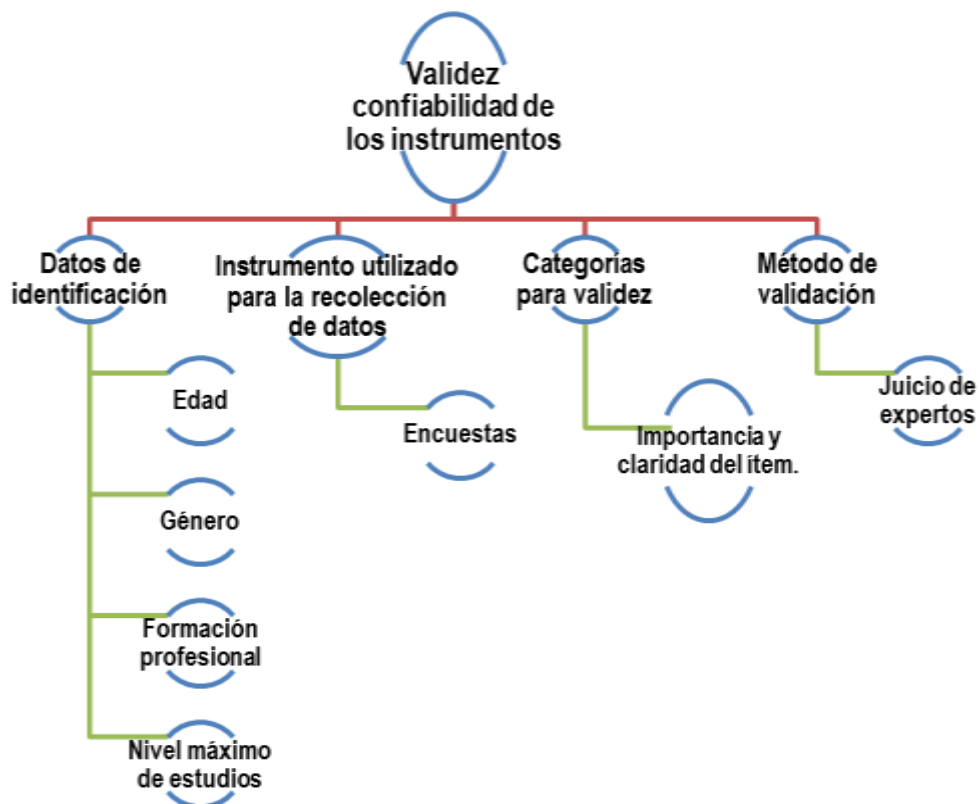 Validez
confiabilidad de
los instrumentos
Datos de
identificación
Instrumento utilizado
para la recolección
de datos
Categorías
para validez
Método de
validación
Edad
Género
Formación
profesional
Nivel máximo
de estudios
Encuestas
Importancia y
claridad del ítem.
Juicio de
expertos